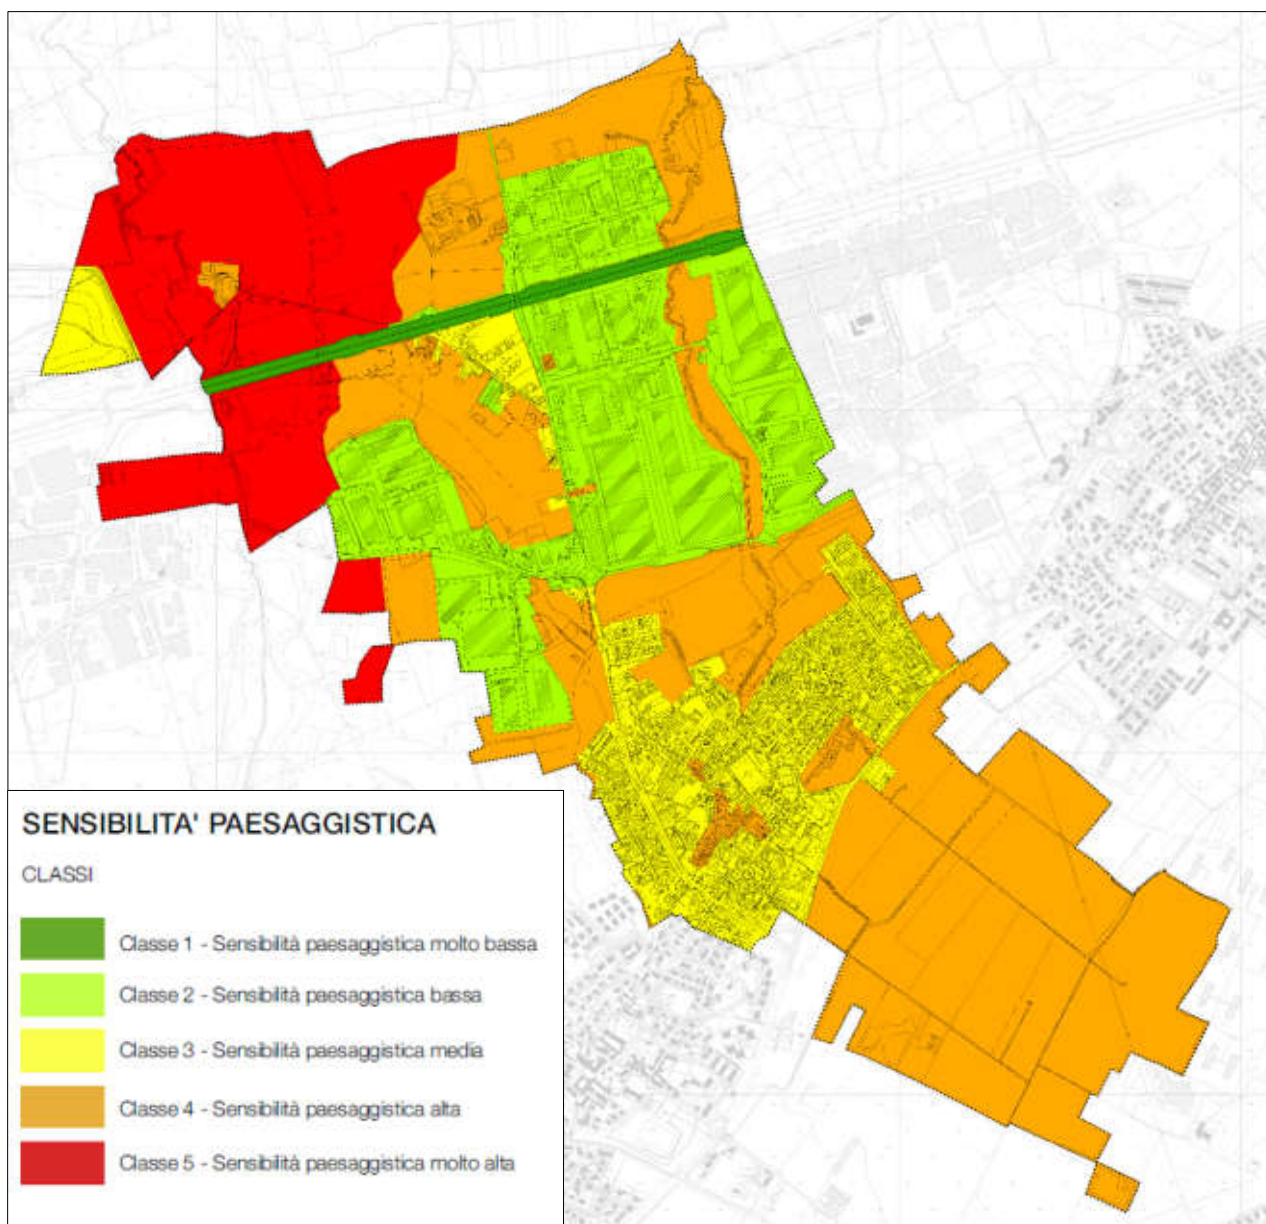 SENSIBILITA' PAESAGGISTICA
CLASSI
Classe 1 - Sensibilità paesaggistica molto bassa
Classe 2 - Sensibilità paesaggistica bassa
Classe 3 - Sensibilità paesaggistica media
Classe 4 - Sensibilità paesaggistica alta
Classe 5 - Sensibilità paesaggistica molto alta